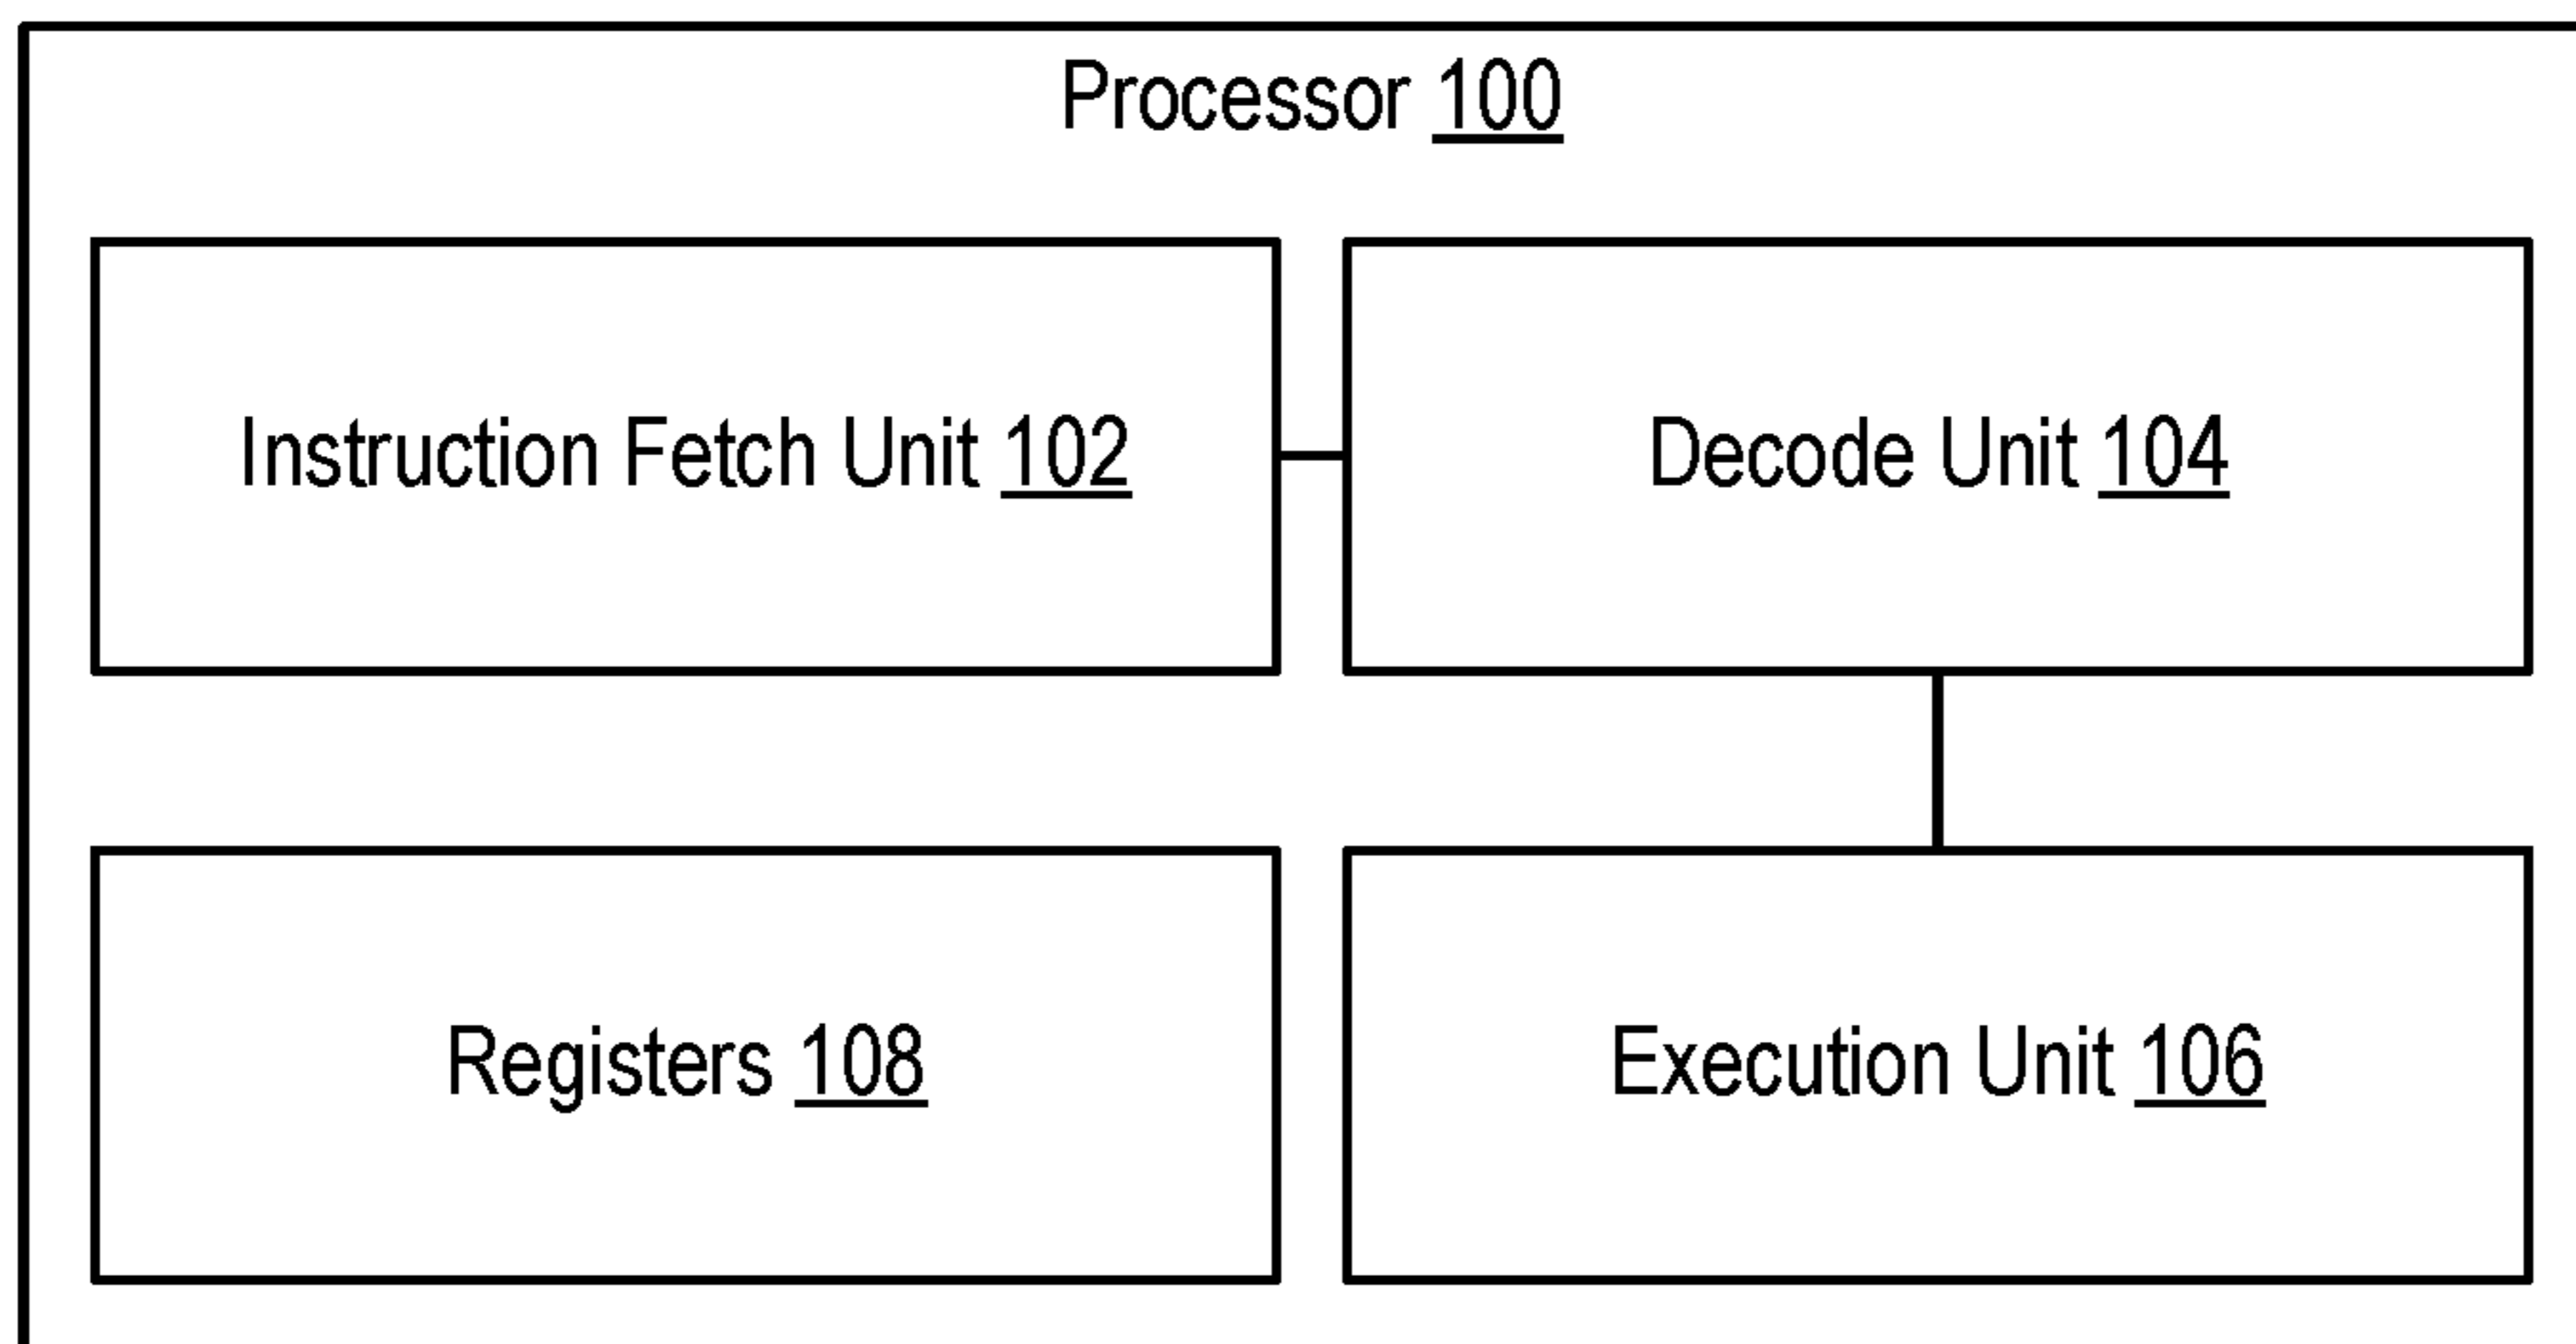 Processor 100
Instruction Fetch Unit 102
Decode Unit 104
Registers 108
Execution Unit 106